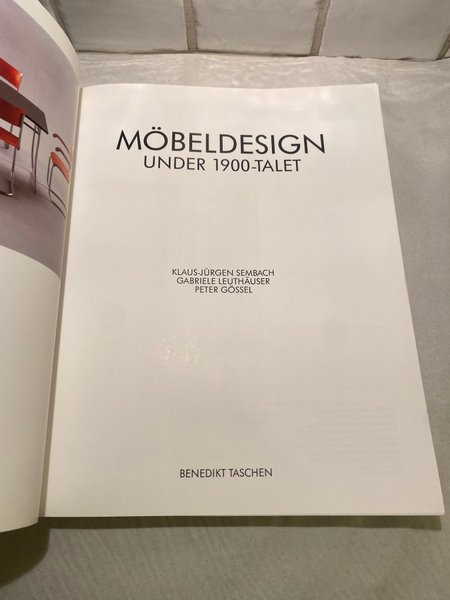 MÖBELDESIGN
UNDER 1900-TALET
KLAUS-JÜRGEN SEMBACH
GABRIELE LEUTHÄUSER
PETER GÖSSEL
BENEDIKT TASCHEN